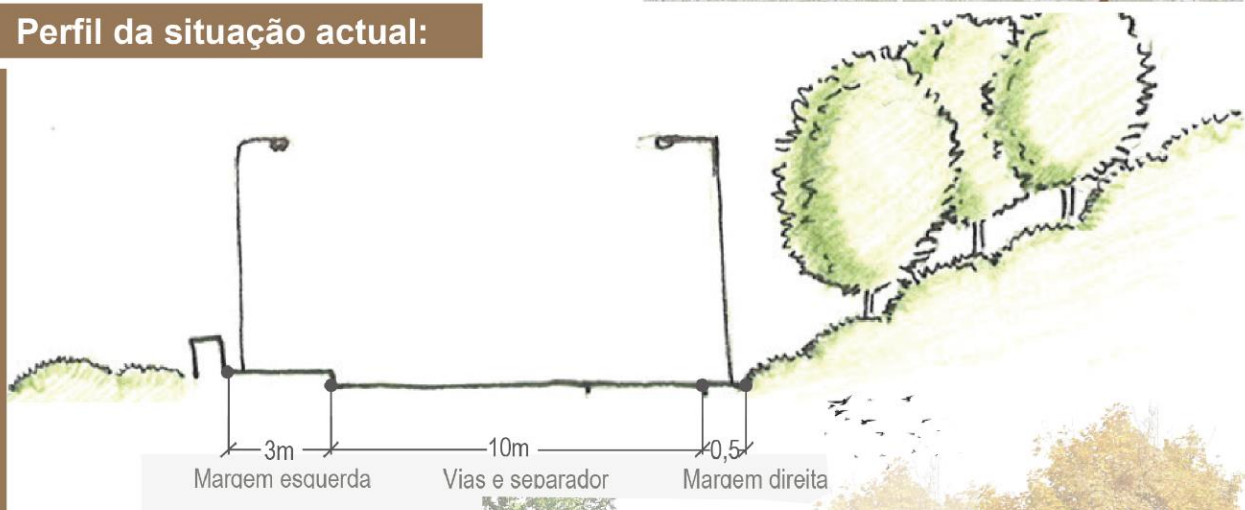 Perfil da situação actual:
3m 10m 0,5
Margem esquerda Vias e separador Margem direita